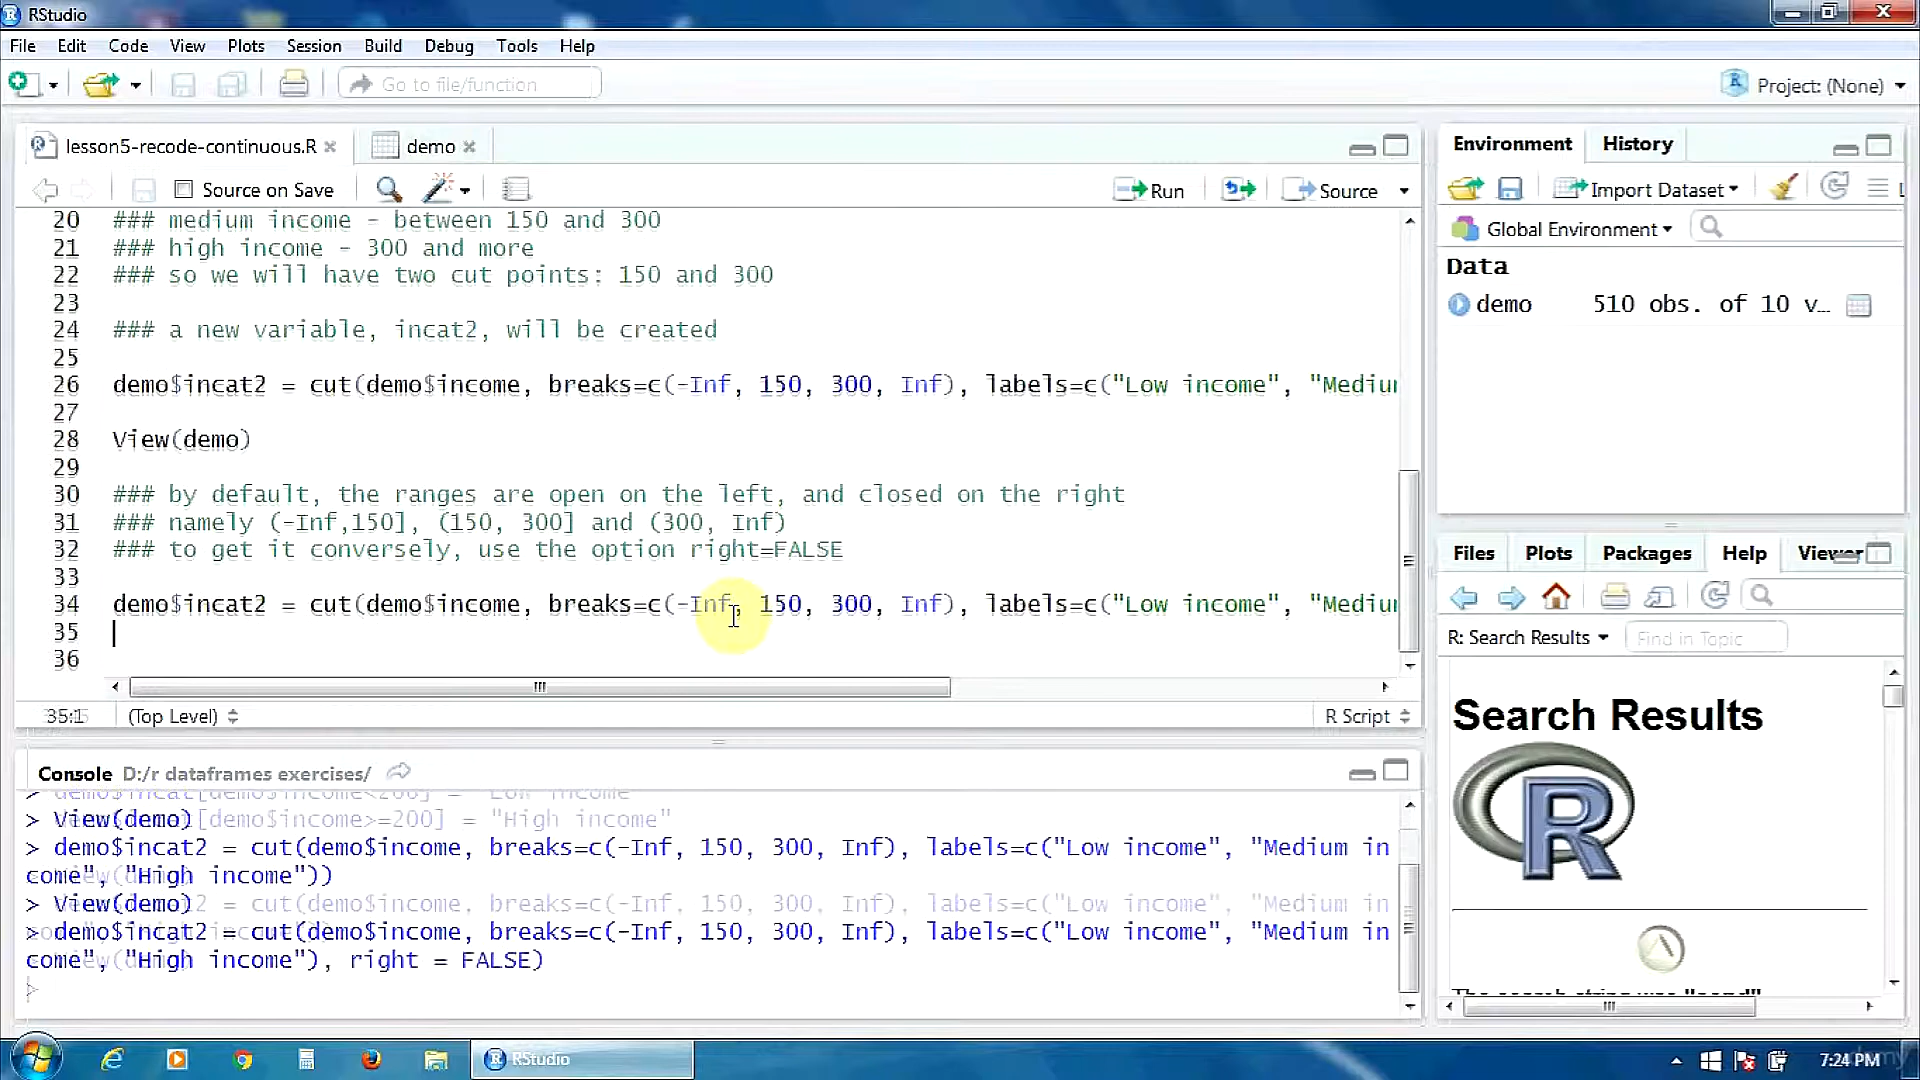 RStudio
File Edit Code View Plots Session Build Debug Tools Help
Go to file/function
Project: (None)
lesson5-recode-continuous.R
demo
Source on Save
Run
Source
20 ### medium income - between 150 and 300
21 ### high income - 300 and more
22 ### so we will have two cut points: 150 and 300
23
24 ### a new variable, incat2, will be created
25
26 demo$incat2 = cut(demo$income, breaks=c(-Inf, 150, 300, Inf), labels=c("Low income", "Medium
27
28 View(demo)
29
30 ### by default, the ranges are open on the left, and closed on the right
31 ### namely (-Inf,150], (150, 300] and (300, Inf)
32 ### to get it conversely, use the option right=FALSE
33
34 demo$incat2 = cut(demo$income, breaks=c(-Inf, 150, 300, Inf), labels=c("Low income", "Medium
35
36
35:1 (Top Level) R Script
Console D:/r dataframes exercises/
> View(demo) [demo$income>=200] = "High income"
> demo$incat2 = cut(demo$income, breaks=c(-Inf, 150, 300, Inf), labels=c("Low income", "Medium in
come", "High income"))
> View(demo)
> demo$incat2 = cut(demo$income, breaks=c(-Inf, 150, 300, Inf), labels=c("Low income", "Medium in
come", "High income"), right = FALSE)
>
Environment History
Import Dataset
Global Environment
Data
demo 510 obs. of 10 v…
Files Plots Packages Help Viewer
R: Search Results
Find in Topic
Search Results
R
RStudio
7:24 PM